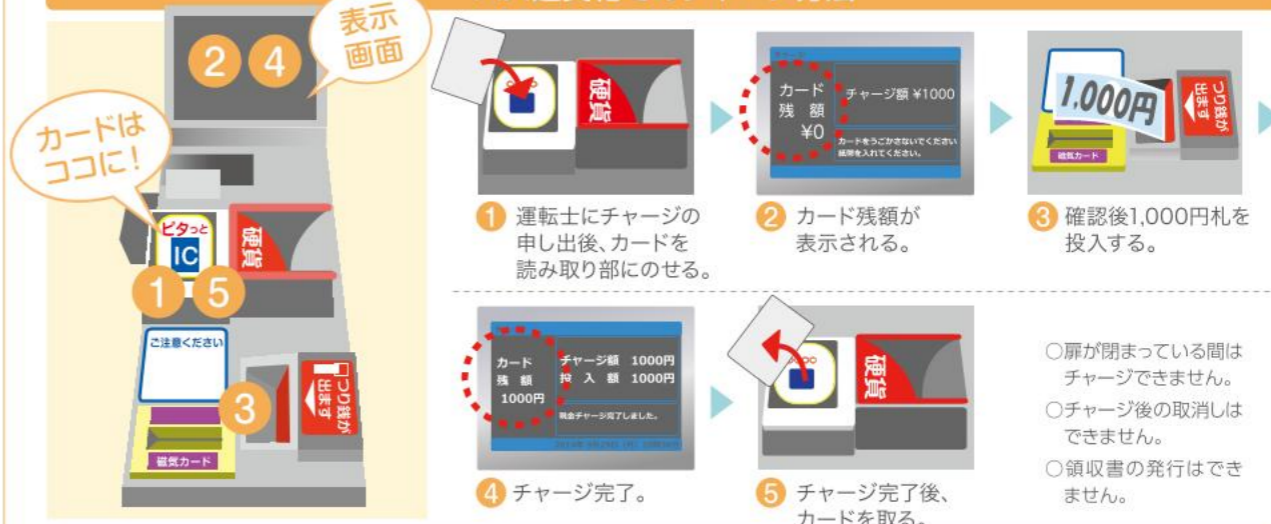 表示
画面
2 4
カードは
ココに!
ピタっと
IC
硬貨
1 5
ご注意ください
3
つり銭が
出ます
磁気カード
硬貨
1 運転士にチャージの
申し出後、カードを
読み取り部にのせる。
チャージ
カード
残 額
¥0
チャージ額 ¥1000
カードをうごかさないでください
紙幣を入れてください。
2 カード残額が
表示される。
1,000円
つり銭が
出ます
磁気カード
3 確認後1,000円札を
投入する。
カード
残 額
1000円
チャージ額 1000円
投 入 額 1000円
現金チャージ完了しました。
4 チャージ完了。
硬貨
5 チャージ完了後、
カードを取る。
○扉が閉まっている間は
チャージできません。
○チャージ後の取消しは
できません。
○領収書の発行はでき
ません。